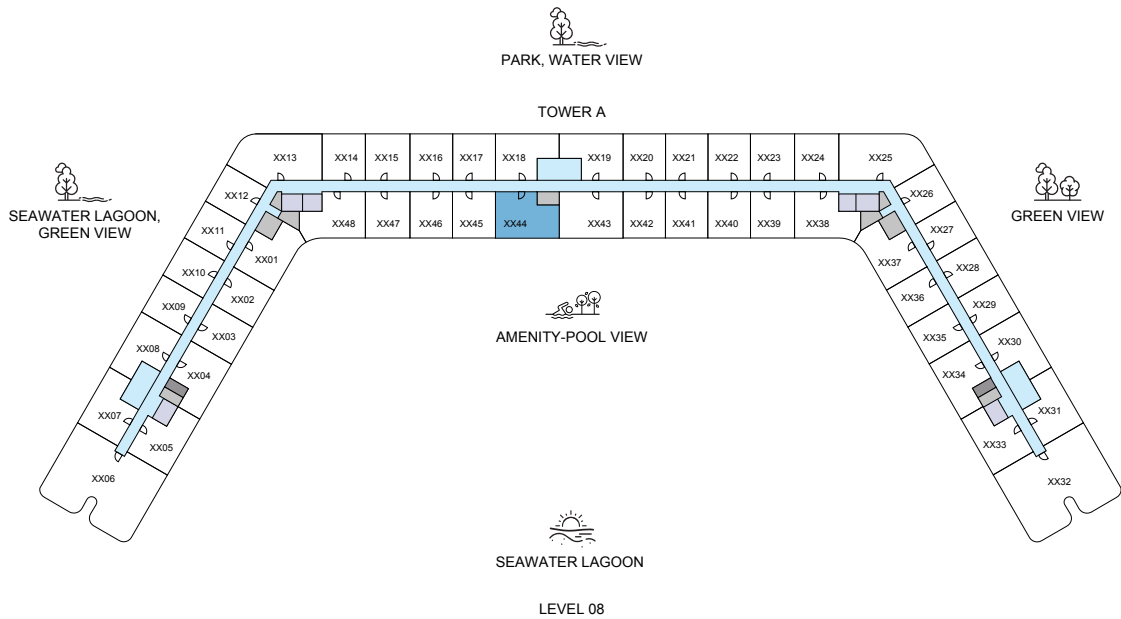 PARK, WATER VIEW
TOWER A
XX13
XX14
XX15
XX16
XX17
XX18
XX19
XX20
XX21
XX22
XX23
XX24
XX25
SEAWATER LAGOON,
GREEN VIEW
GREEN VIEW
XX12
XX26
XX11
XX48
XX47
XX46
XX45
XX44
XX43
XX42
XX41
XX40
XX39
XX38
XX27
XX01
XX37
XX10
XX28
XX02
XX36
XX09
XX29
XX03
XX35
AMENITY-POOL VIEW
XX08
XX30
XX04
XX34
XX07
XX31
XX05
XX33
XX06
XX32
SEAWATER LAGOON
LEVEL 08